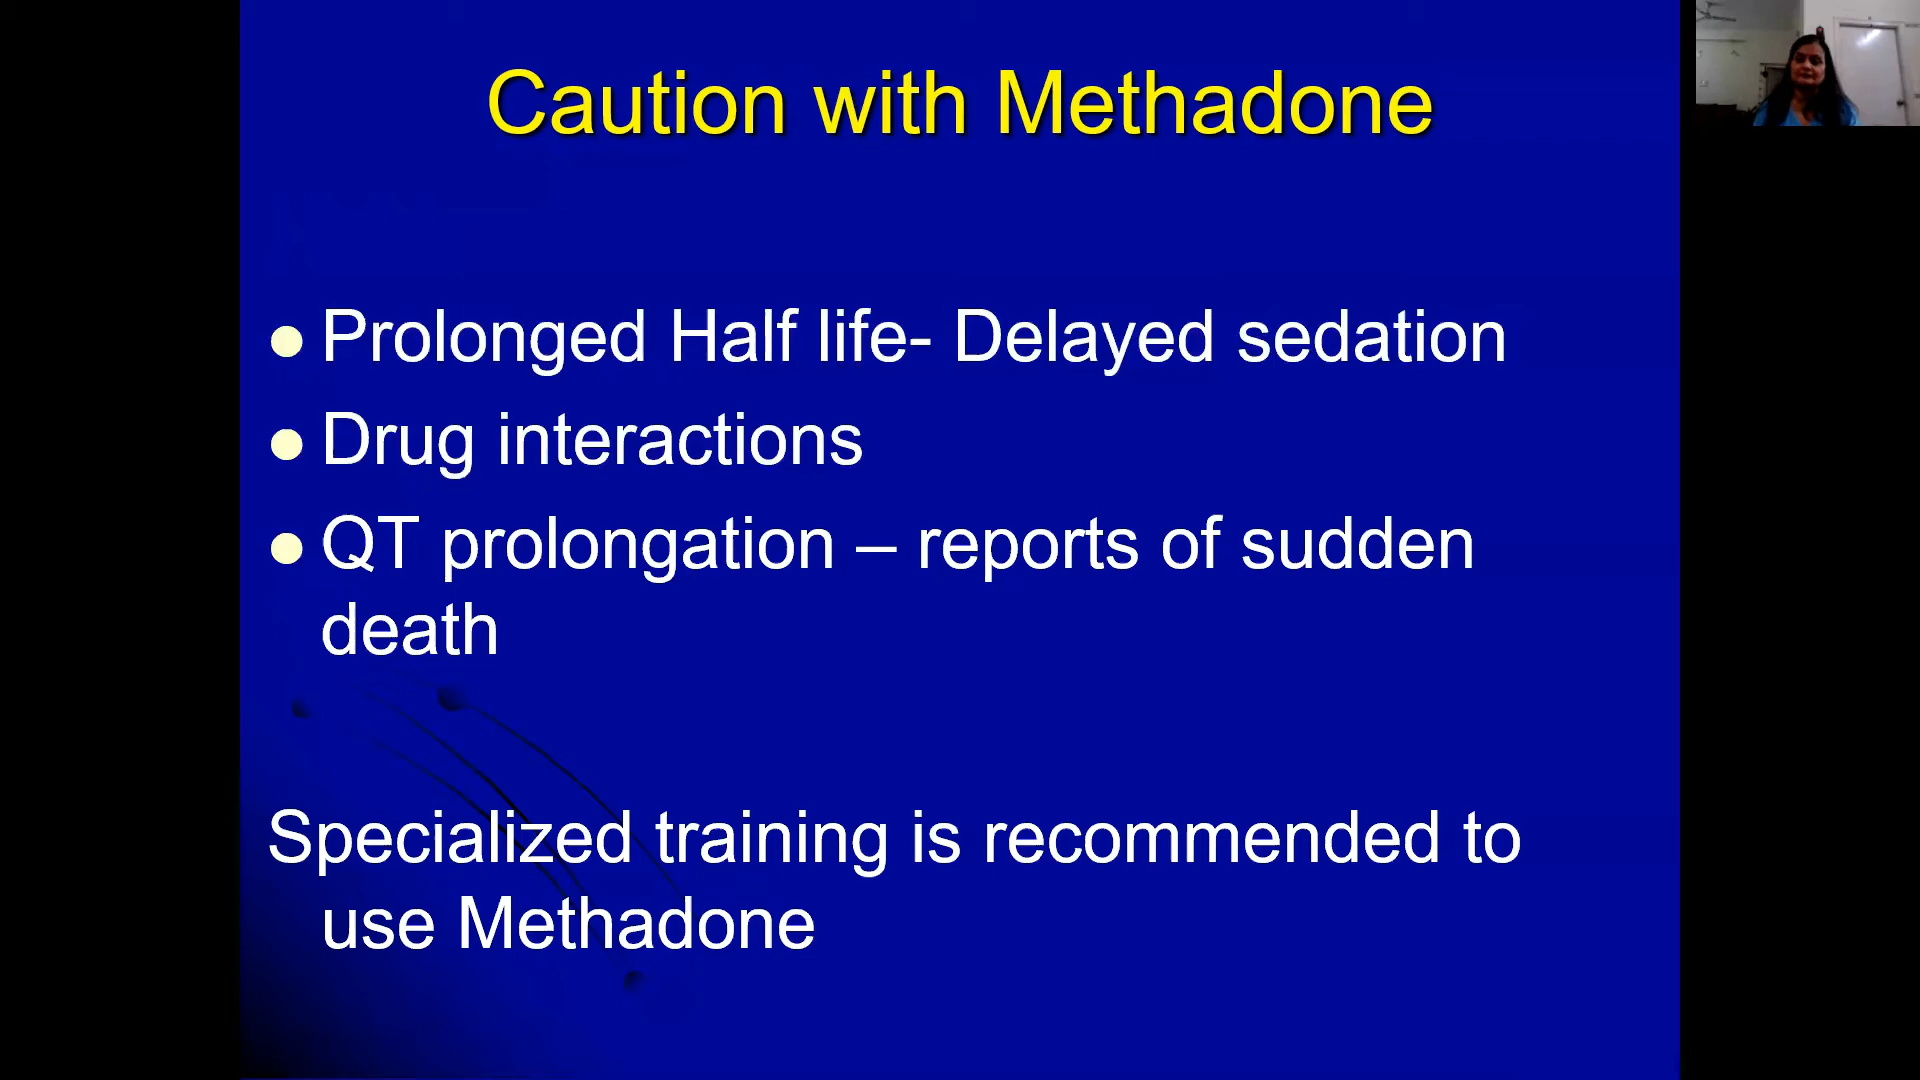 Caution with Methadone
Prolonged Half life- Delayed sedation
Drug interactions
QT prolongation – reports of sudden
death
Specialized training is recommended to
use Methadone